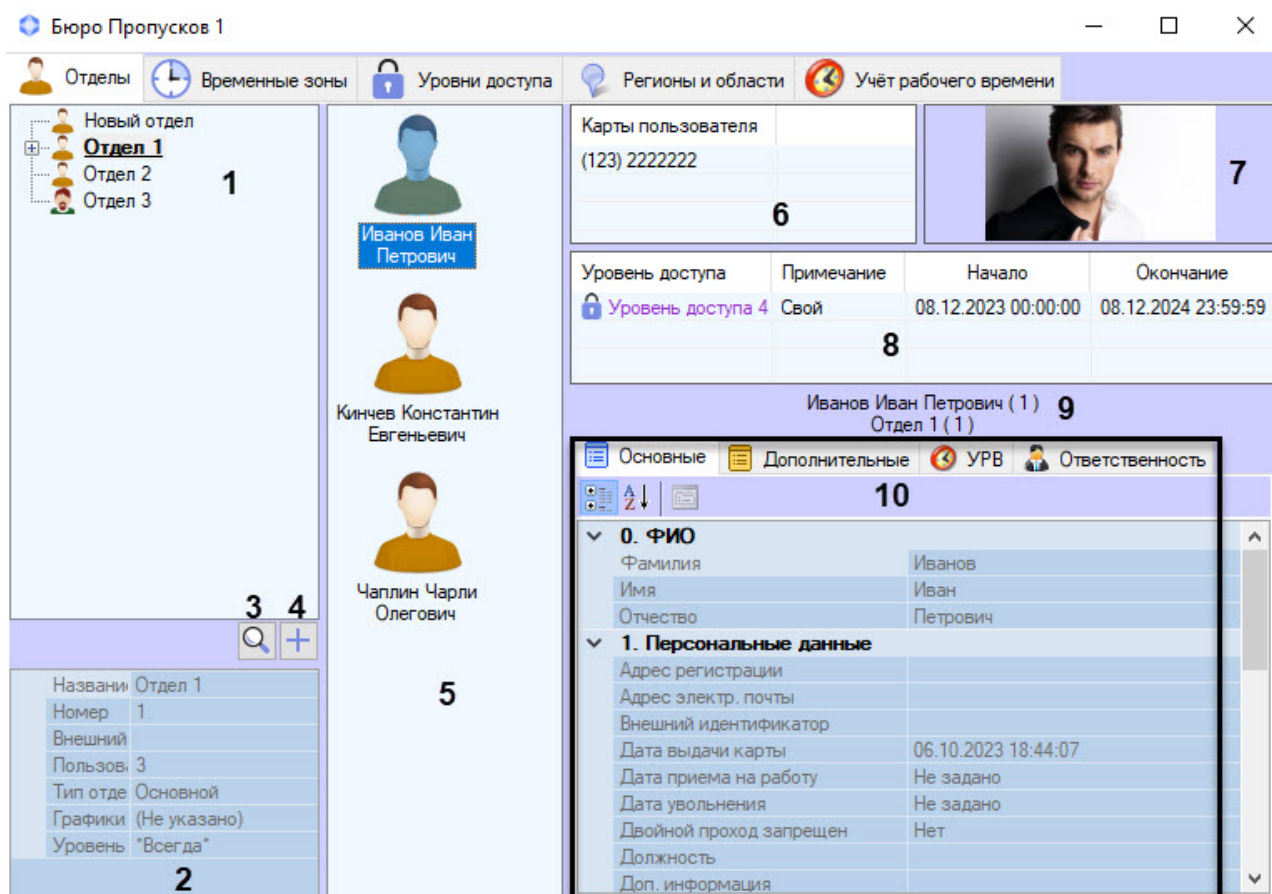 Бюро Пропусков 1
Отделы
Временные зоны
Уровни доступа
Регионы и области
Учёт рабочего времени
Новый отдел
Отдел 1
Отдел 2
Отдел 3
1
3 4
Названи Отдел 1
Номер 1
Внешний
Пользов 3
Тип отде Основной
Графики (Не указано)
Уровень *Всегда*
2
Иванов Иван
Петрович
Кинчев Константин
Евгеньевич
Чаплин Чарли
Олегович
5
Карты пользователя
(123) 2222222
6
7
Уровень доступа Примечание Начало Окончание
Уровень доступа 4 Свой 08.12.2023 00:00:00 08.12.2024 23:59:59
8
Иванов Иван Петрович ( 1 )
Отдел 1 ( 1 )
9
Основные Дополнительные УРВ Ответственность
A
Z
10
0. ФИО
Фамилия Иванов
Имя Иван
Отчество Петрович
1. Персональные данные
Адрес регистрации
Адрес электр. почты
Внешний идентификатор
Дата выдачи карты 06.10.2023 18:44:07
Дата приема на работу Не задано
Дата увольнения Не задано
Двойной проход запрещен Нет
Должность
Доп. информация